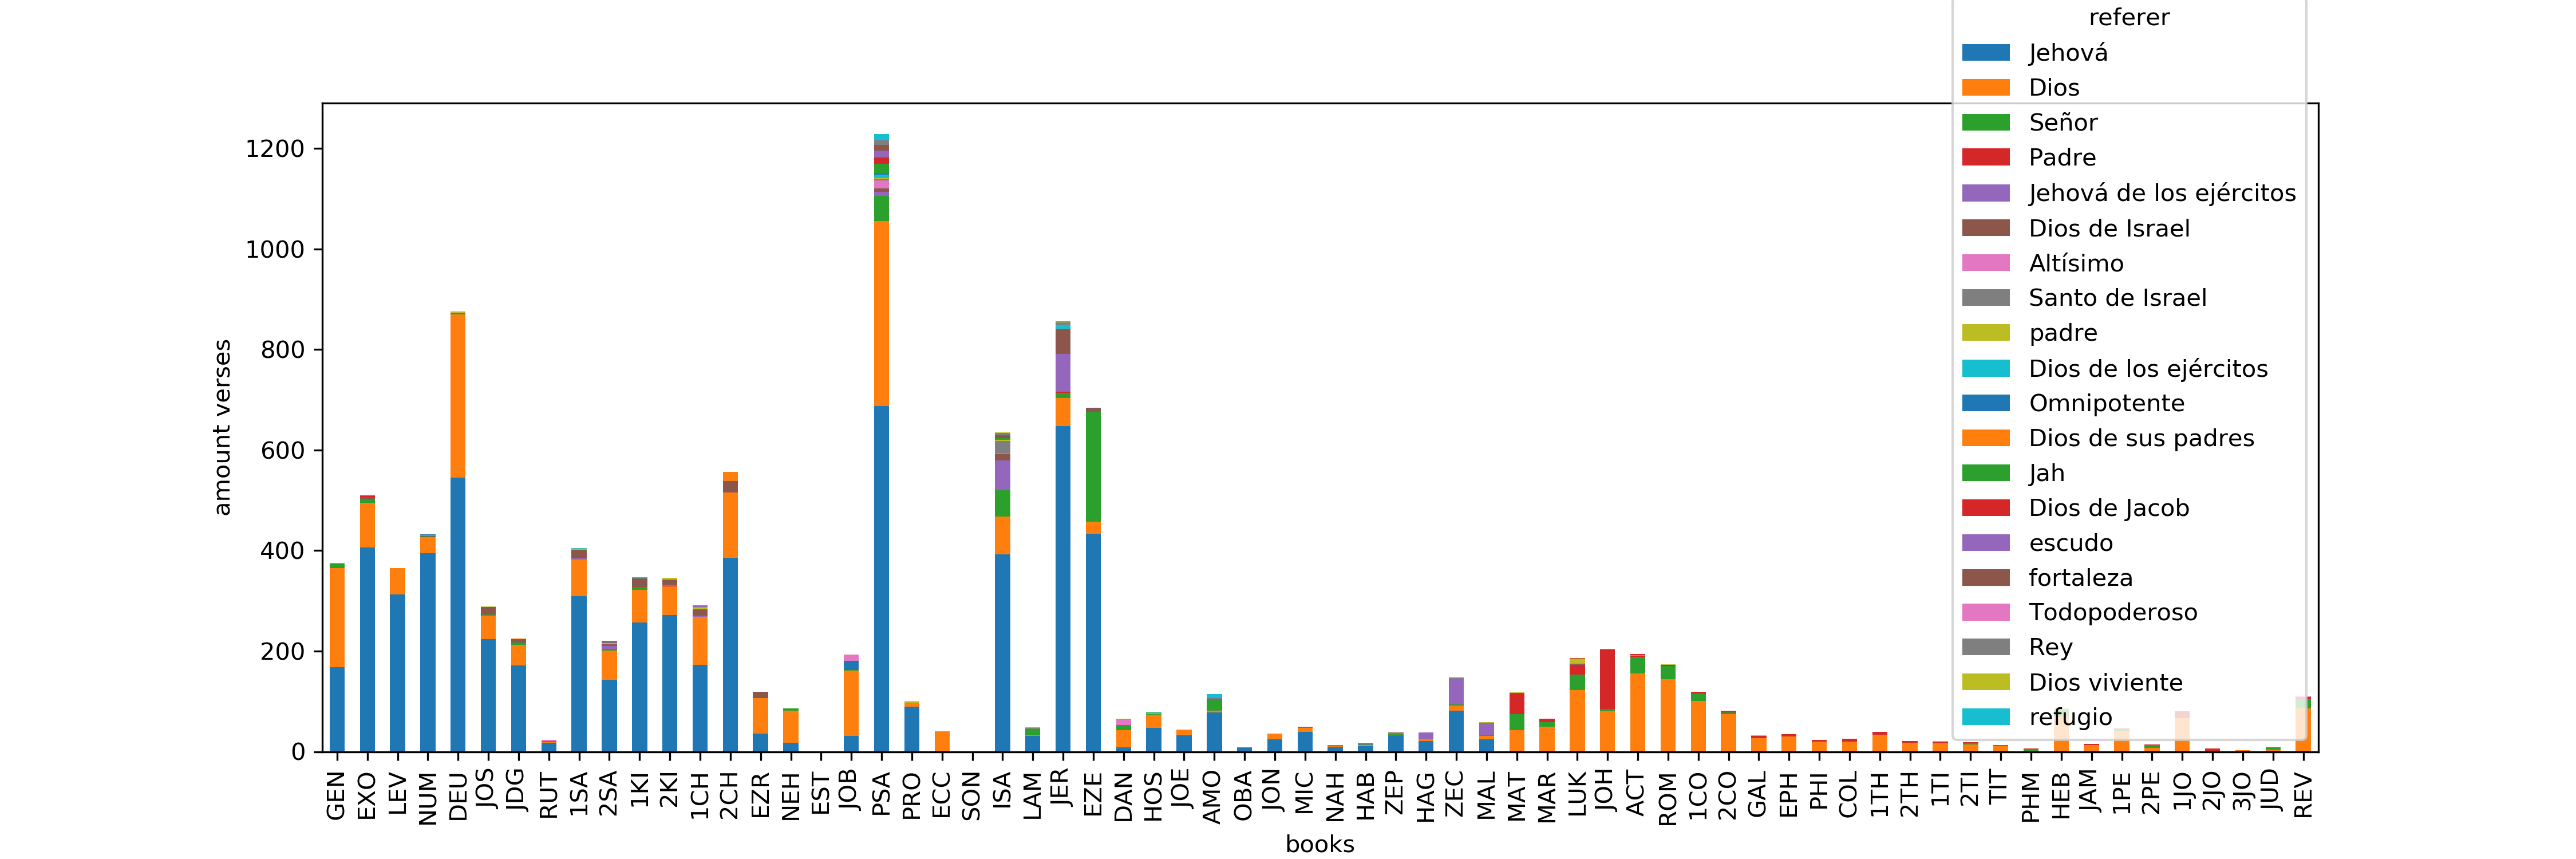 referer
Jehová
Dios
Señor
Padre
Jehová de los ejércitos
Dios de Israel
Altísimo
Santo de Israel
padre
Dios de los ejércitos
Omnipotente
Dios de sus padres
Jah
Dios de Jacob
escudo
fortaleza
Todopoderoso
Rey
Dios viviente
refugio
1200
1000
800
600
400
200
0
amount verses
GEN
EXO
LEV
NUM
DEU
JOS
JDG
RUT
1SA
2SA
1KI
2KI
1CH
2CH
EZR
NEH
EST
JOB
PSA
PRO
ECC
SON
ISA
LAM
JER
EZE
DAN
HOS
JOE
AMO
OBA
JON
MIC
NAH
HAB
ZEP
HAG
ZEC
MAL
MAT
MAR
LUK
JOH
ACT
ROM
1CO
2CO
GAL
EPH
PHI
COL
1TH
2TH
1TI
2TI
TIT
PHM
HEB
JAM
1PE
2PE
1JO
2JO
3JO
JUD
REV
books